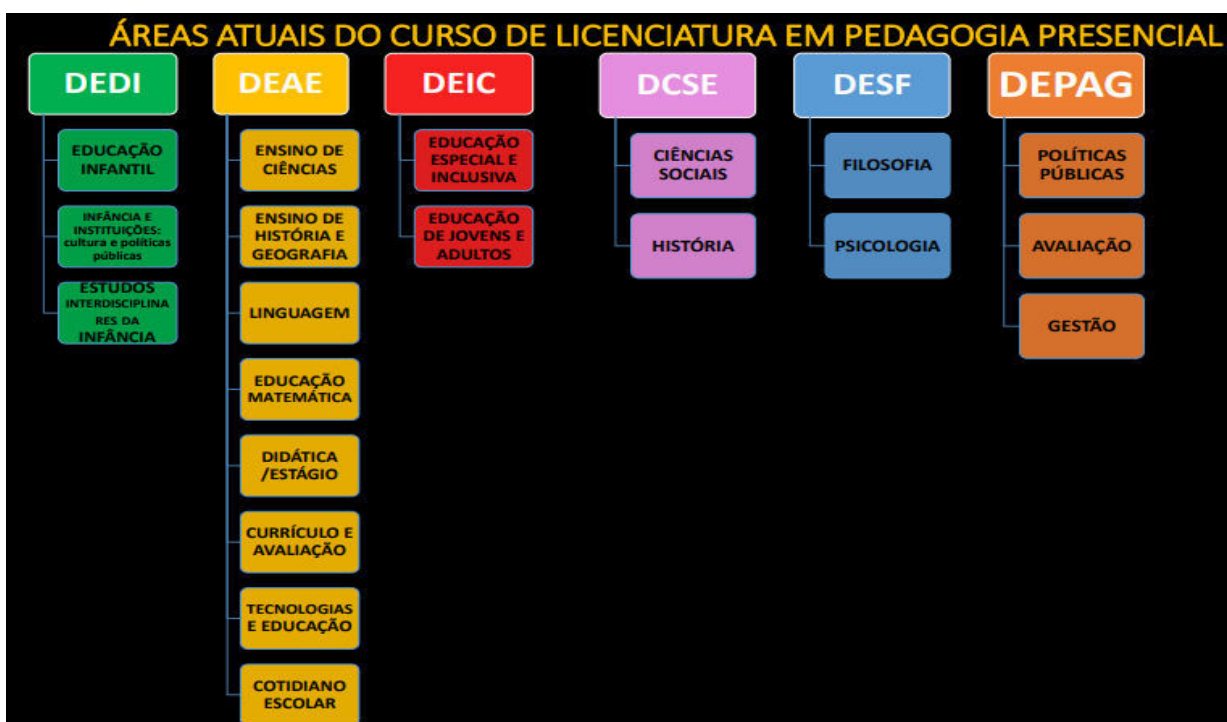 ÁREAS ATUAIS DO CURSO DE LICENCIATURA EM PEDAGOGIA PRESENCIAL
DEDI
EDUCAÇÃO
INFANTIL
INFÂNCIA E
INSTITUIÇÕES:
cultura e políticas
públicas
ESTUDOS
INTERDISCIPLINA
RES DA
INFÂNCIA
DEAE
ENSINO DE
CIÊNCIAS
ENSINO DE
HISTÓRIA E
GEOGRAFIA
LINGUAGEM
EDUCAÇÃO
MATEMÁTICA
DIDÁTICA
/ESTÁGIO
CURRÍCULO E
AVALIAÇÃO
TECNOLOGIAS
E EDUCAÇÃO
COTIDIANO
ESCOLAR
DEIC
EDUCAÇÃO
ESPECIAL E
INCLUSIVA
EDUCAÇÃO
DE JOVENS E
ADULTOS
DCSE
CIÊNCIAS
SOCIAIS
HISTÓRIA
DESF
FILOSOFIA
PSICOLOGIA
DEPAG
POLÍTICAS
PÚBLICAS
AVALIAÇÃO
GESTÃO